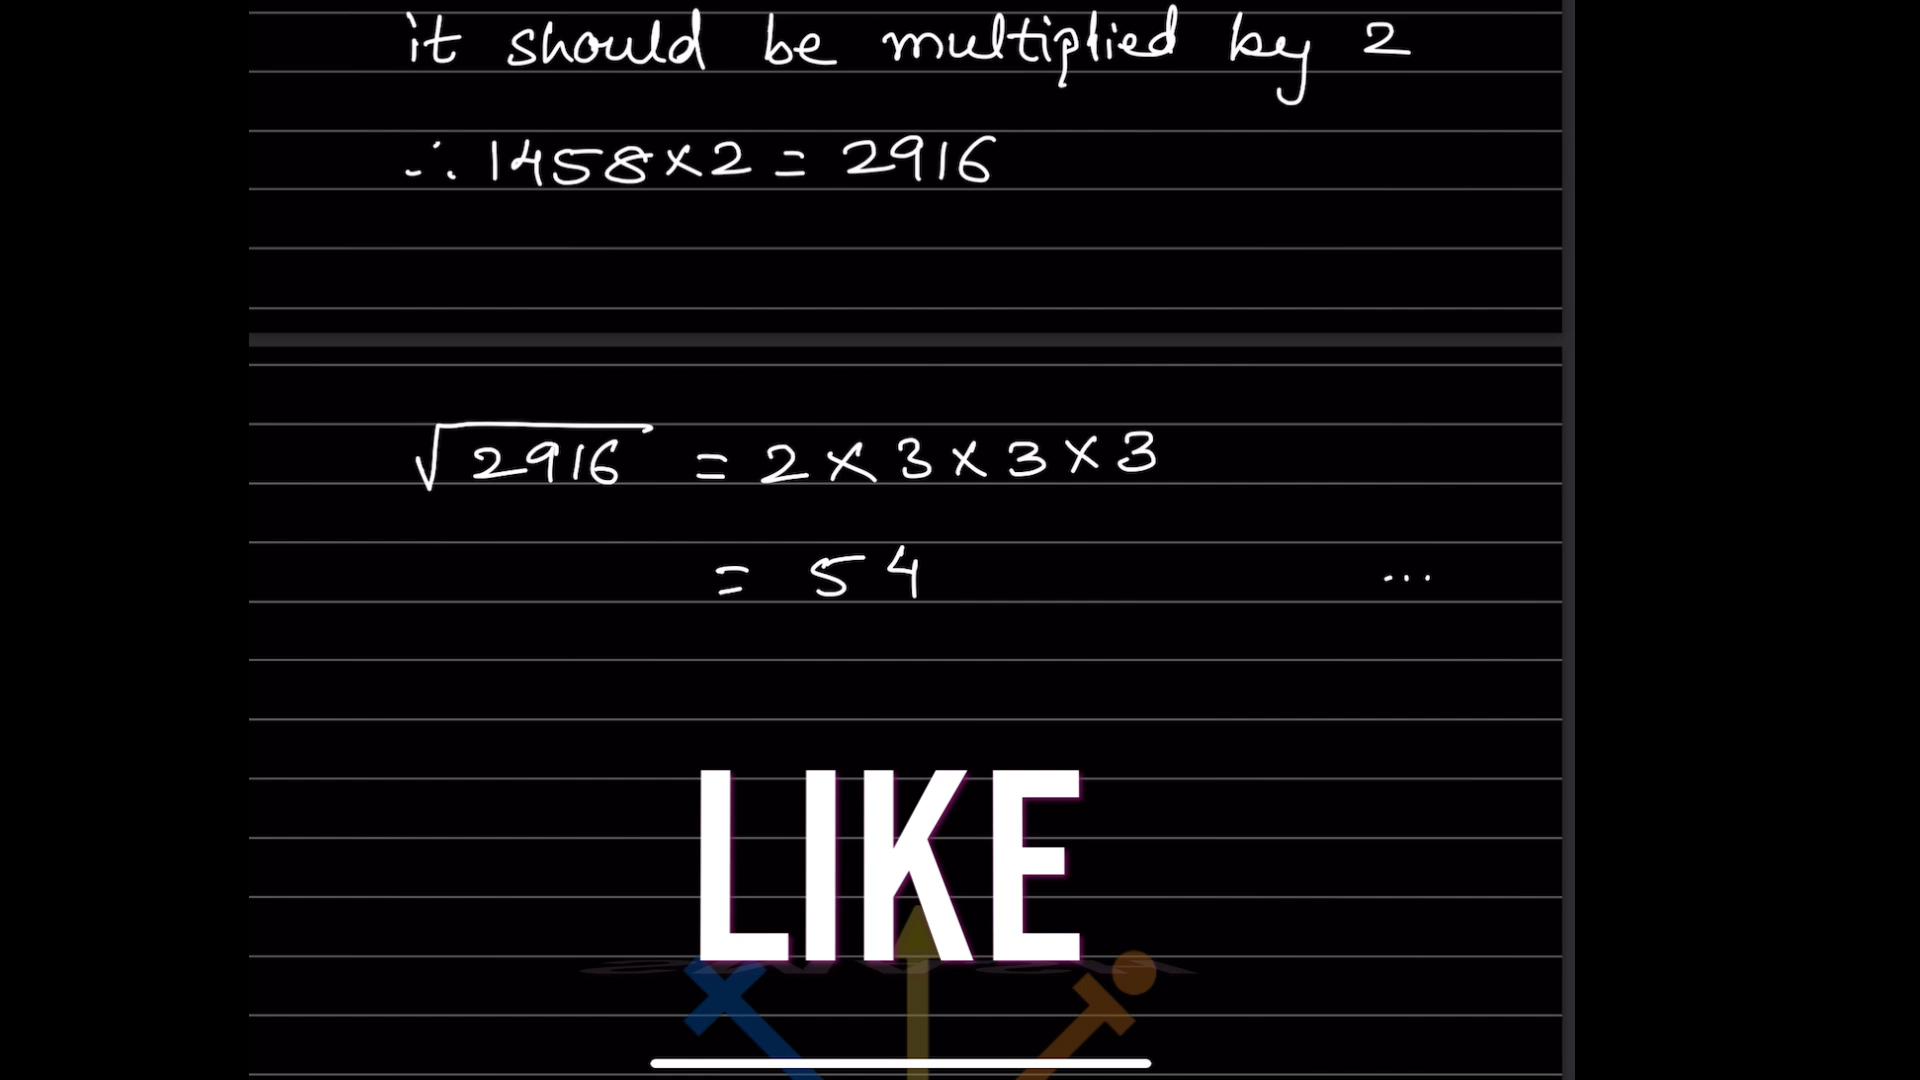 it should be multiplied by 2
∴ 1458×2 = 2916
√2916 = 2×3×3×3
= 54 ...
LIKE